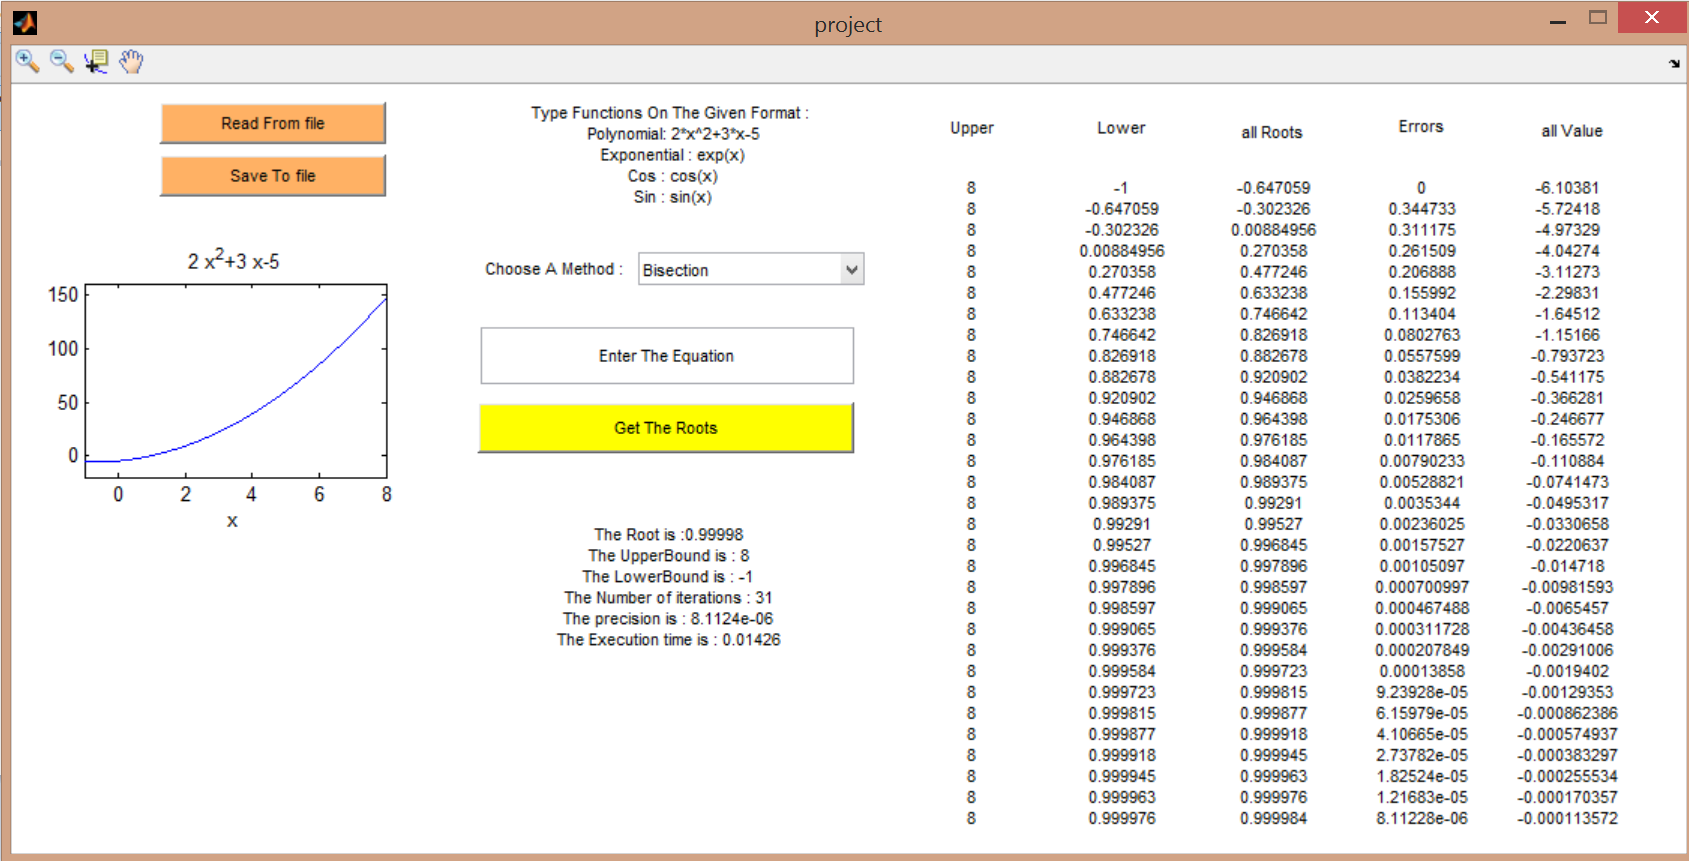 project
Read From file
Save To file
Type Functions On The Given Format :
Polynomial: 2*x^2+3*x-5
Exponential : exp(x)
Cos : cos(x)
Sin : sin(x)
2 x²+3 x-5
150
100
50
0
0 2 4 6 8
x
Choose A Method : Bisection
Enter The Equation
Get The Roots
The Root is :0.99998
The UpperBound is : 8
The LowerBound is : -1
The Number of iterations : 31
The precision is : 8.1124e-06
The Execution time is : 0.01426
Upper Lower all Roots Errors all Value
8 -1 -0.647059 0 -6.10381
8 -0.647059 -0.302326 0.344733 -5.72418
8 -0.302326 0.00884956 0.311175 -4.97329
8 0.00884956 0.270358 0.261509 -4.04274
8 0.270358 0.477246 0.206888 -3.11273
8 0.477246 0.633238 0.155992 -2.29831
8 0.633238 0.746642 0.113404 -1.64512
8 0.746642 0.826918 0.0802763 -1.15166
8 0.826918 0.882678 0.0557599 -0.793723
8 0.882678 0.920902 0.0382234 -0.541175
8 0.920902 0.946868 0.0259658 -0.366281
8 0.946868 0.964398 0.0175306 -0.246677
8 0.964398 0.976185 0.0117865 -0.165572
8 0.976185 0.984087 0.00790233 -0.110884
8 0.984087 0.989375 0.00528821 -0.0741473
8 0.989375 0.99291 0.0035344 -0.0495317
8 0.99291 0.99527 0.00236025 -0.0330658
8 0.99527 0.996845 0.00157527 -0.0220637
8 0.996845 0.997896 0.00105097 -0.014718
8 0.997896 0.998597 0.000700997 -0.00981593
8 0.998597 0.999065 0.000467488 -0.0065457
8 0.999065 0.999376 0.000311728 -0.00436458
8 0.999376 0.999584 0.000207849 -0.00291006
8 0.999584 0.999723 0.00013858 -0.0019402
8 0.999723 0.999815 9.23928e-05 -0.00129353
8 0.999815 0.999877 6.15979e-05 -0.000862386
8 0.999877 0.999918 4.10665e-05 -0.000574937
8 0.999918 0.999945 2.73782e-05 -0.000383297
8 0.999945 0.999963 1.82524e-05 -0.000255534
8 0.999963 0.999976 1.21683e-05 -0.000170357
8 0.999976 0.999984 8.11228e-06 -0.000113572